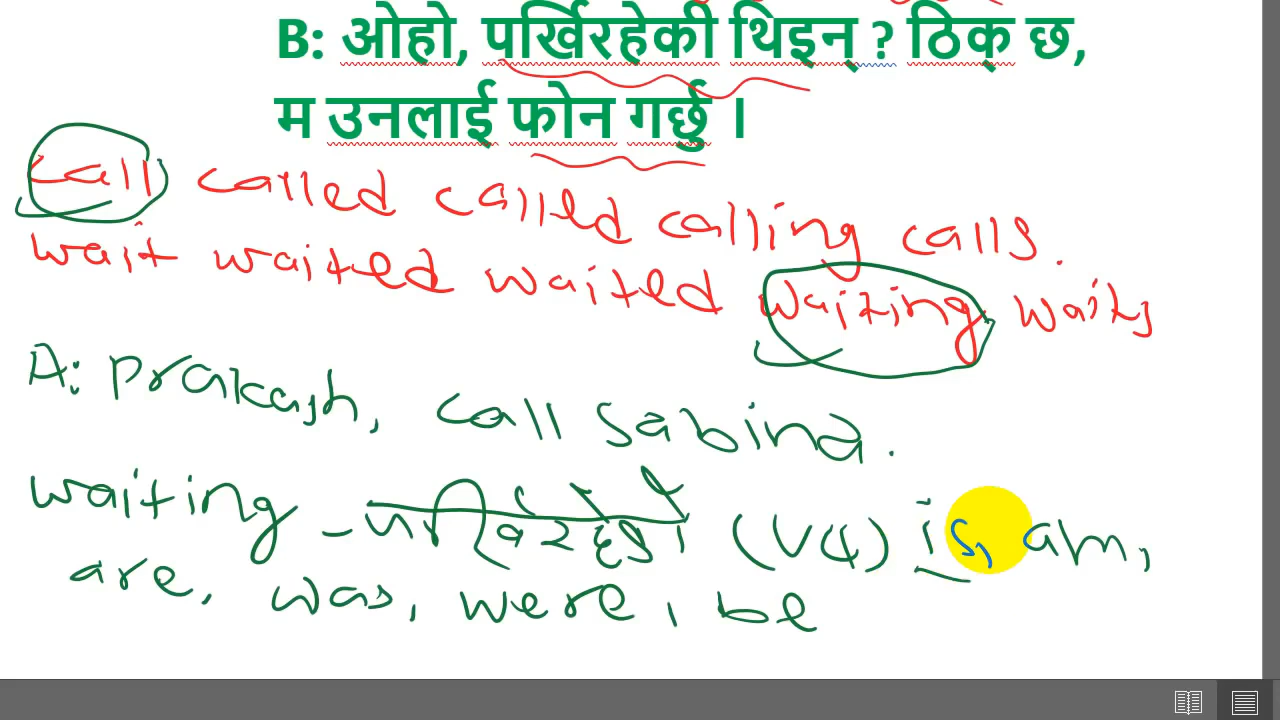 B: ओहो, पर्खिरहेकी थिइन् ? ठिक् छ,
म उनलाई फोन गर्छु ।
call called called calling calls.
wait waited waited waiting waits
A: Prakash, call Sabina.
waiting - पर्खिरहेको (V4) is, am,
are, was, were, be